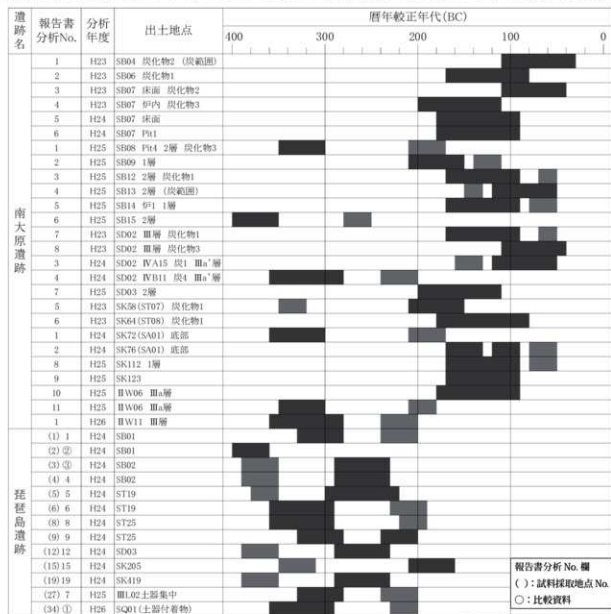 遺跡名 報告書分析No. 分析年度 出土地点 暦年較正年代(BC)
400 300 200 100 0
南大原遺跡
1 H23 SB04 炭化物2 (炭範囲)
2 H23 SB06 炭化物1
3 H23 SB07 床面 炭化物2
4 H23 SB07 炉内 炭化物3
5 H24 SB07 床面
6 H24 SB07 Pit1
1 H25 SB08 Pit4 2層 炭化物3
2 H25 SB09 1層
3 H25 SB12 2層 炭化物1
4 H25 SB13 2層 (炭範囲)
5 H25 SB14 炉1 1層
6 H25 SB15 2層
7 H23 SD02 Ⅲ層 炭化物1
8 H23 SD02 Ⅲ層 炭化物3
3 H24 SD02 ⅣA15 炭1 Ⅲa'層
4 H24 SD02 ⅣB11 炭4 Ⅲa'層
7 H25 SD03 2層
5 H23 SK58(ST07) 炭化物1
6 H23 SK64(ST08) 炭化物1
1 H24 SK72(SA01) 底部
2 H24 SK76(SA01) 底部
8 H25 SK112 1層
9 H25 SK123
10 H25 ⅡW06 Ⅲa層
11 H25 ⅡW06 Ⅲa層
1 H26 ⅡW11 Ⅲ層
琵琶島遺跡
(1) 1 H24 SB01
(2) ② H24 SB01
(3) ③ H24 SB02
(4) 4 H24 SB02
(5) 5 H24 ST19
(6) 6 H24 ST19
(8) 8 H24 ST25
(9) 9 H24 ST25
(12)12 H24 SD03
(15)15 H24 SK205
(19)19 H24 SK419
(27) 7 H25 ⅢL02土器集中
(34) ① H26 SQ01(土器付着物)
報告書分析 No. 欄
( ):試料採取地点 No.
○:比較資料